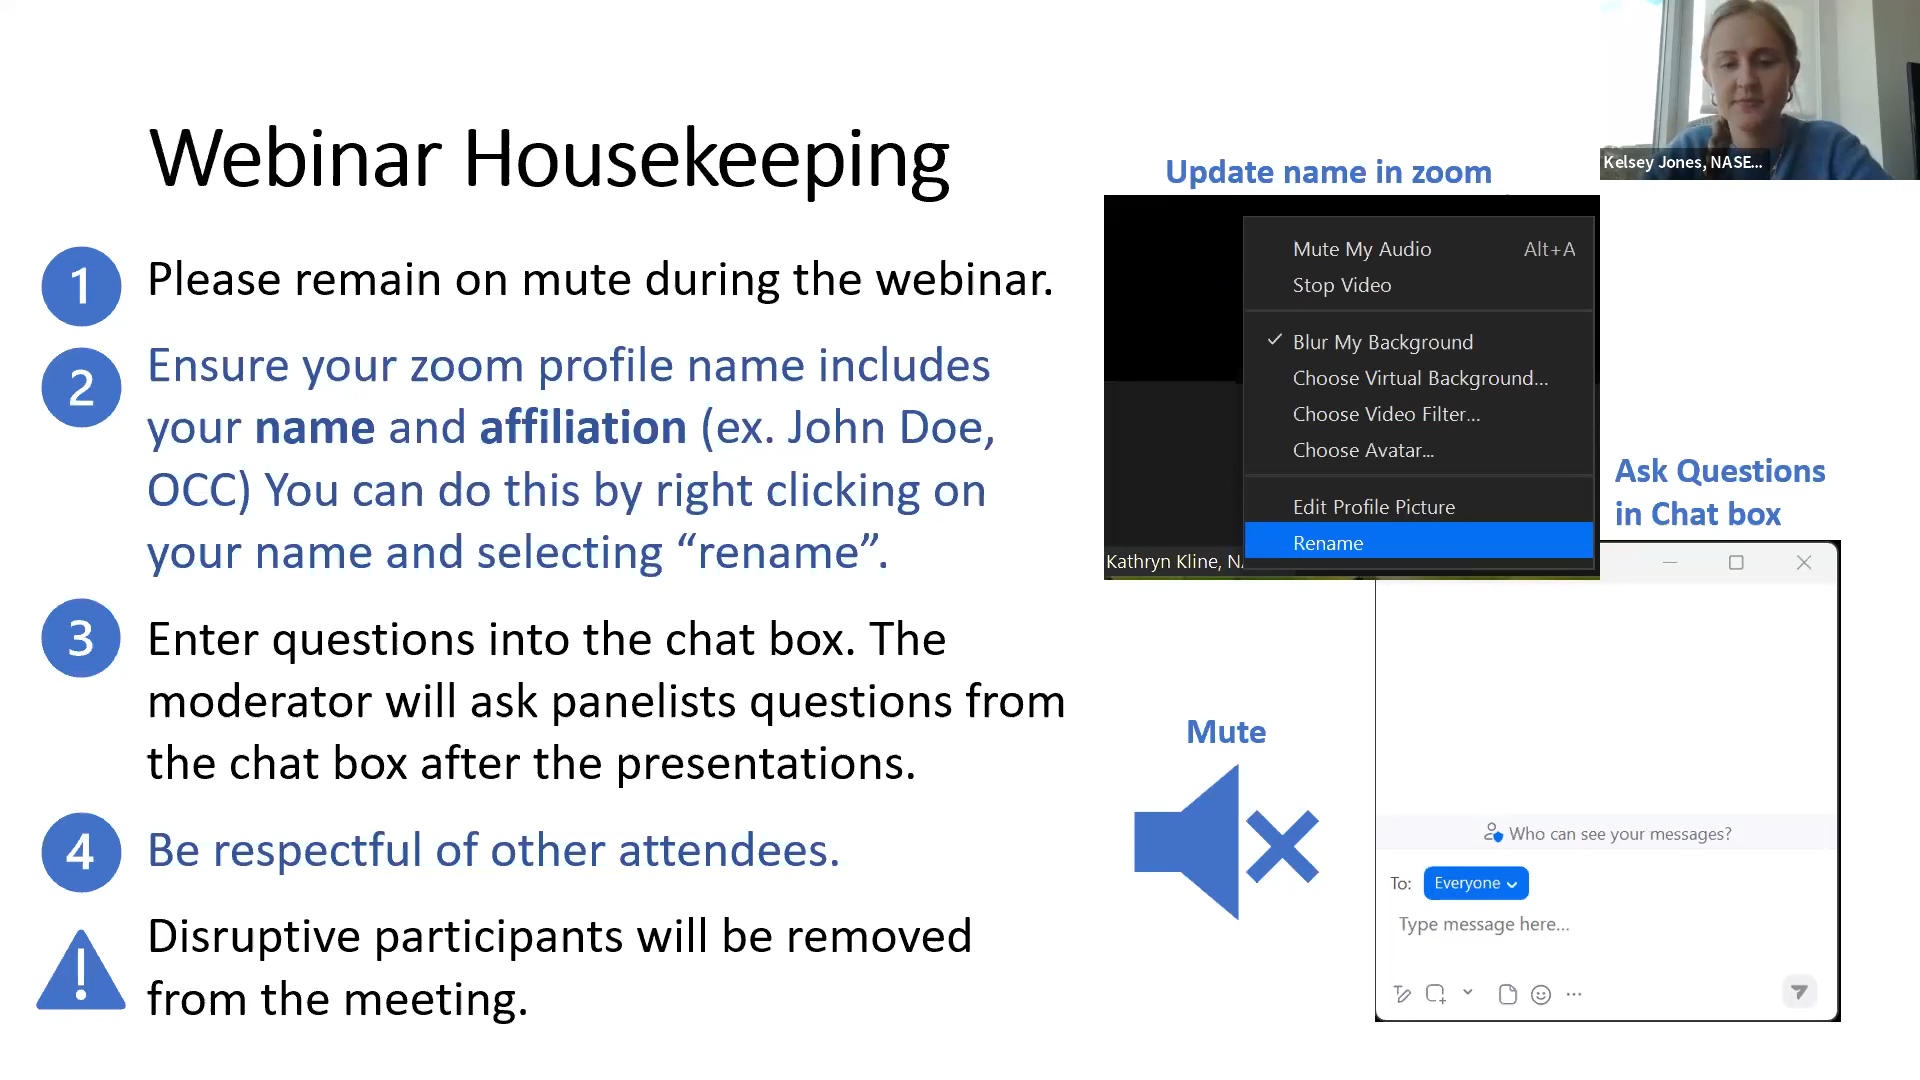 Webinar Housekeeping
1 Please remain on mute during the webinar.
2 Ensure your zoom profile name includes
your name and affiliation (ex. John Doe,
OCC) You can do this by right clicking on
your name and selecting “rename”.
3 Enter questions into the chat box. The
moderator will ask panelists questions from
the chat box after the presentations.
4 Be respectful of other attendees.
! Disruptive participants will be removed
from the meeting.
Update name in zoom
Mute My Audio Alt+A
Stop Video
Blur My Background
Choose Virtual Background...
Choose Video Filter...
Choose Avatar...
Edit Profile Picture
Rename
Kathryn Kline, N
Kelsey Jones, NASE...
Ask Questions
in Chat box
Mute
Who can see your messages?
To: Everyone
Type message here...